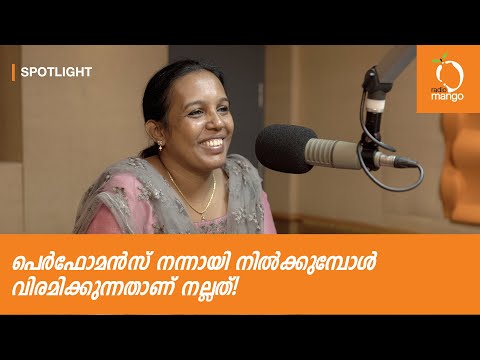 SPOTLIGHT
radio
mango
പെർഫോമൻസ് നന്നായി നിൽക്കുമ്പോൾ
വിരമിക്കുന്നതാണ് നല്ലത്!